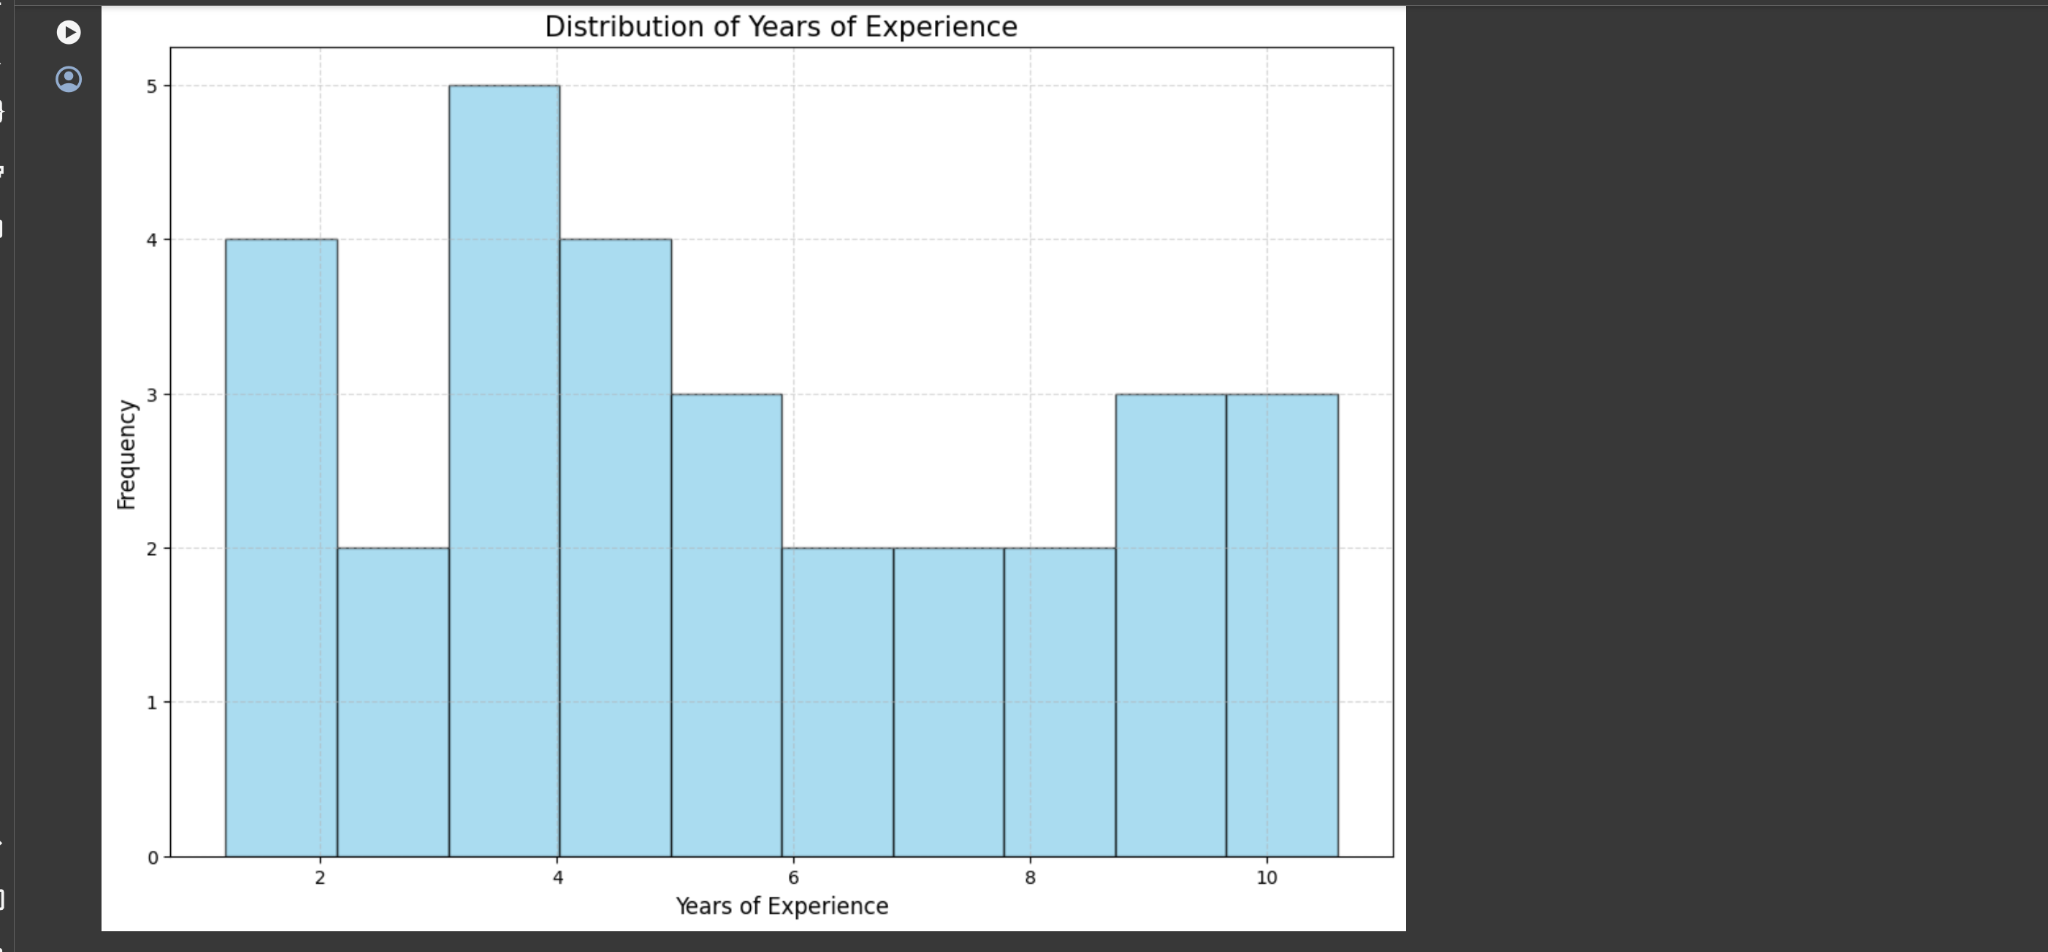 Distribution of Years of Experience
5
4
3
2
1
0
Frequency
2 4 6 8 10
Years of Experience